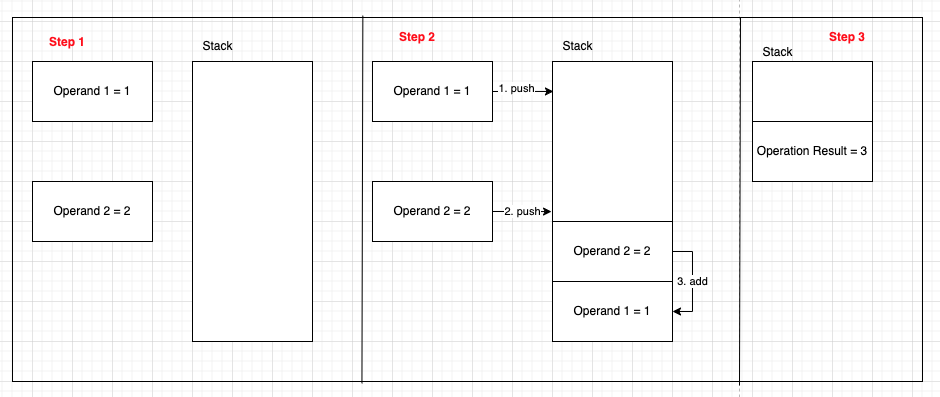 Step 1
Stack
Operand 1 = 1
Operand 2 = 2
Step 2
Stack
Operand 1 = 1
1. push
Operand 2 = 2
2. push
Operand 2 = 2
3. add
Operand 1 = 1
Step 3
Stack
Operation Result = 3